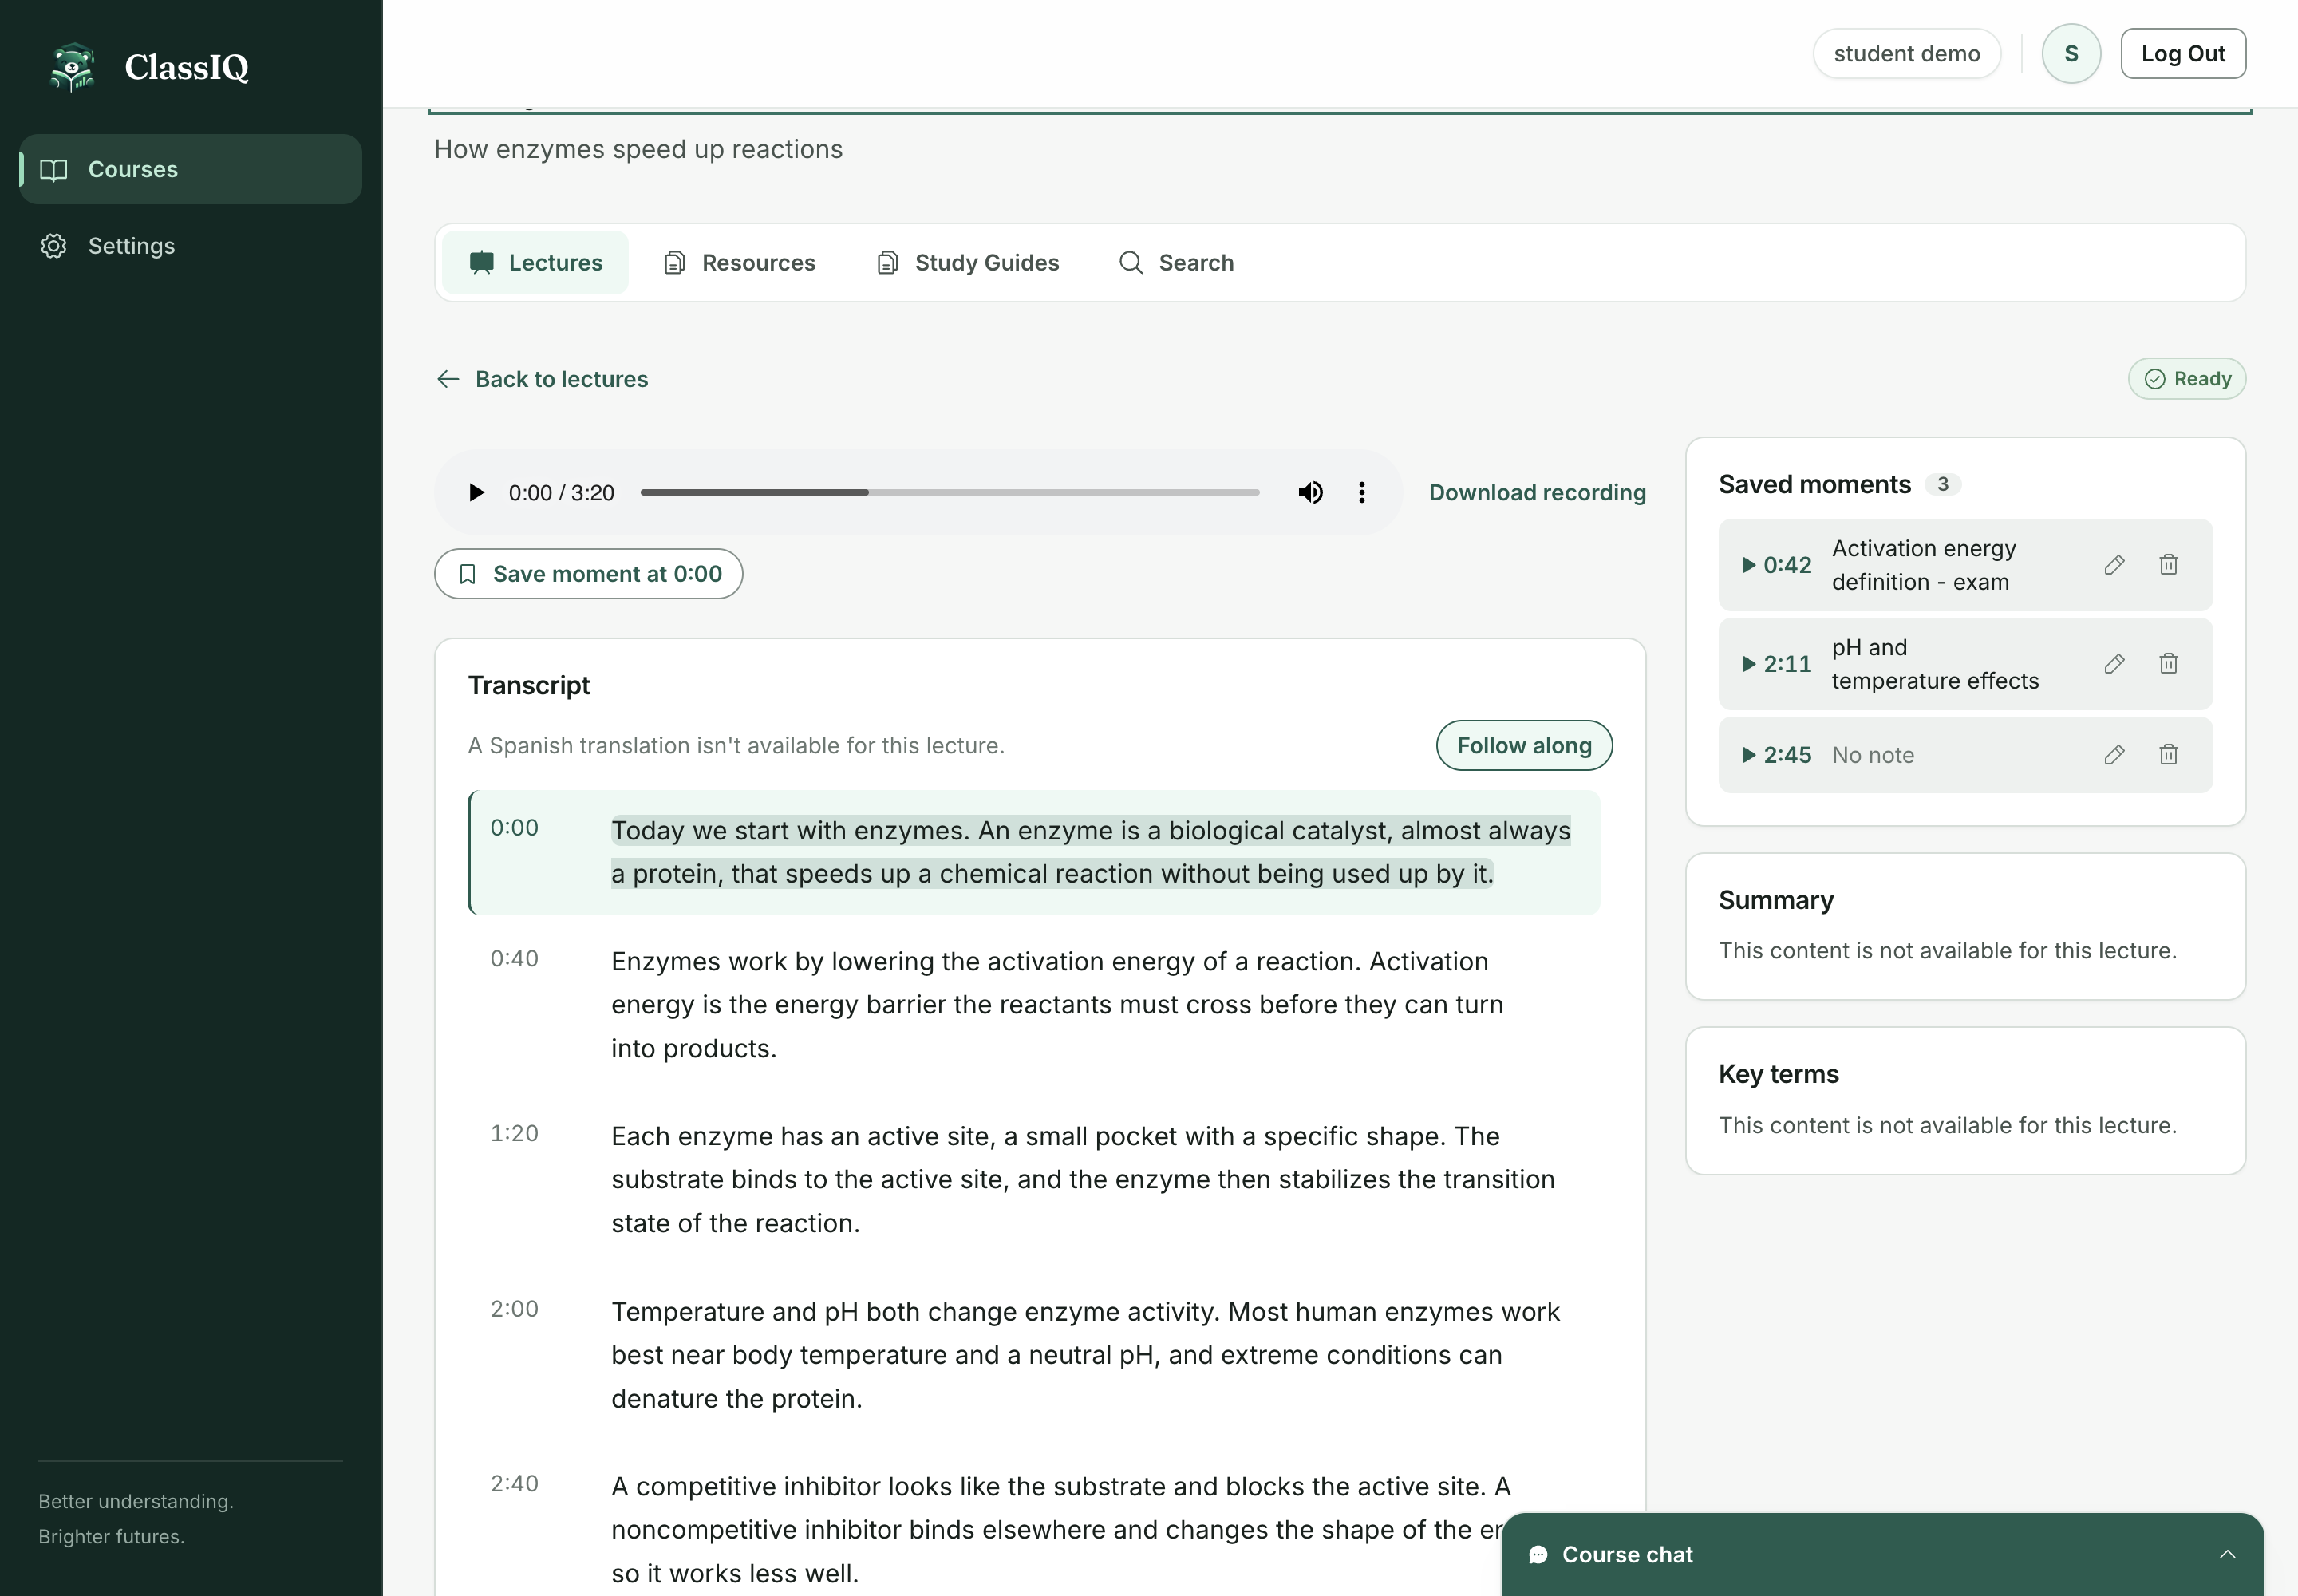 ClassIQ
Courses
Settings
Better understanding.
Brighter futures.
student demo
S
Log Out
How enzymes speed up reactions
Lectures
Resources
Study Guides
Search
Back to lectures
Ready
0:00 / 3:20
Download recording
Save moment at 0:00
Transcript
A Spanish translation isn't available for this lecture.
Follow along
0:00
Today we start with enzymes. An enzyme is a biological catalyst, almost always
a protein, that speeds up a chemical reaction without being used up by it.
0:40
Enzymes work by lowering the activation energy of a reaction. Activation
energy is the energy barrier the reactants must cross before they can turn
into products.
1:20
Each enzyme has an active site, a small pocket with a specific shape. The
substrate binds to the active site, and the enzyme then stabilizes the transition
state of the reaction.
2:00
Temperature and pH both change enzyme activity. Most human enzymes work
best near body temperature and a neutral pH, and extreme conditions can
denature the protein.
2:40
A competitive inhibitor looks like the substrate and blocks the active site. A
noncompetitive inhibitor binds elsewhere and changes the shape of the
so it works less well.
Saved moments 3
0:42
Activation energy
definition - exam
2:11
pH and
temperature effects
2:45
No note
Summary
This content is not available for this lecture.
Key terms
This content is not available for this lecture.
Course chat